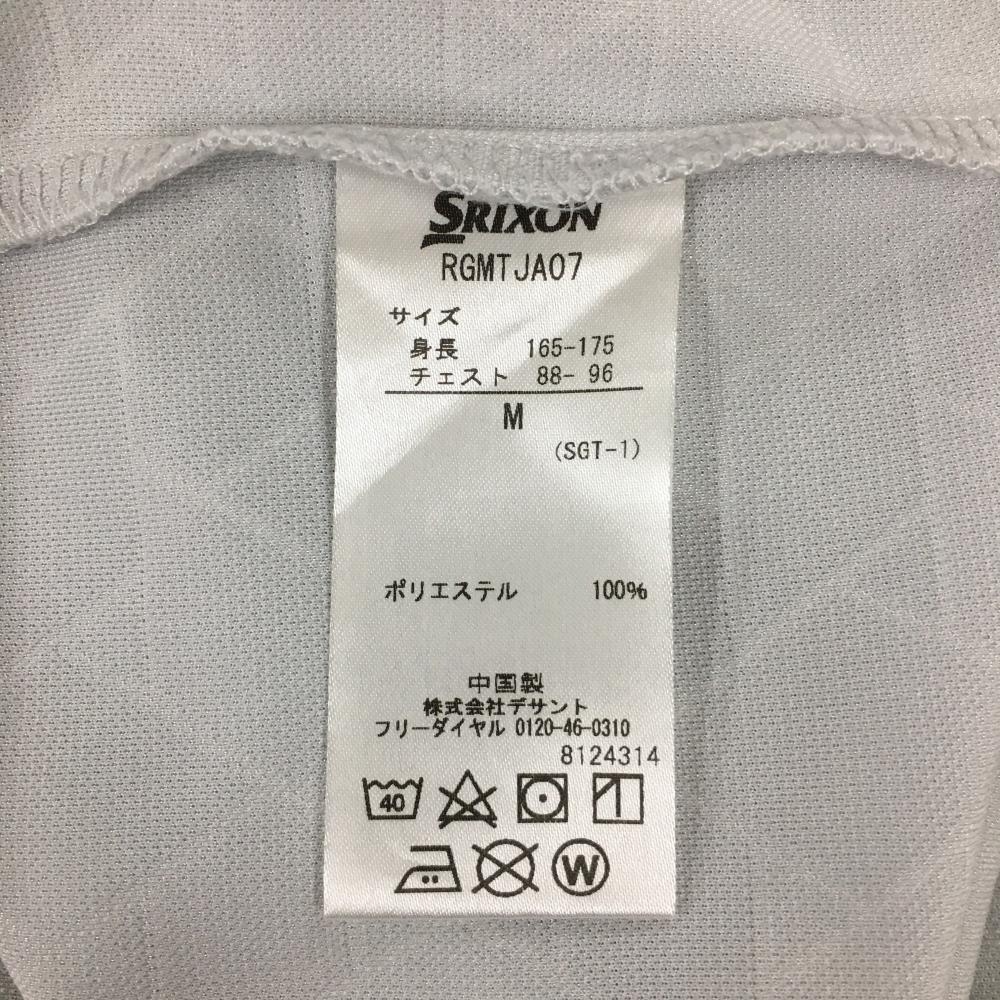 SRIXON
RGMTJA07
サイズ
身長 165-175
チェスト 88- 96
M
(SGT-1)
ポリエステル 100%
中国製
株式会社デサント
フリーダイヤル 0120-46-0310
8124314
40
W